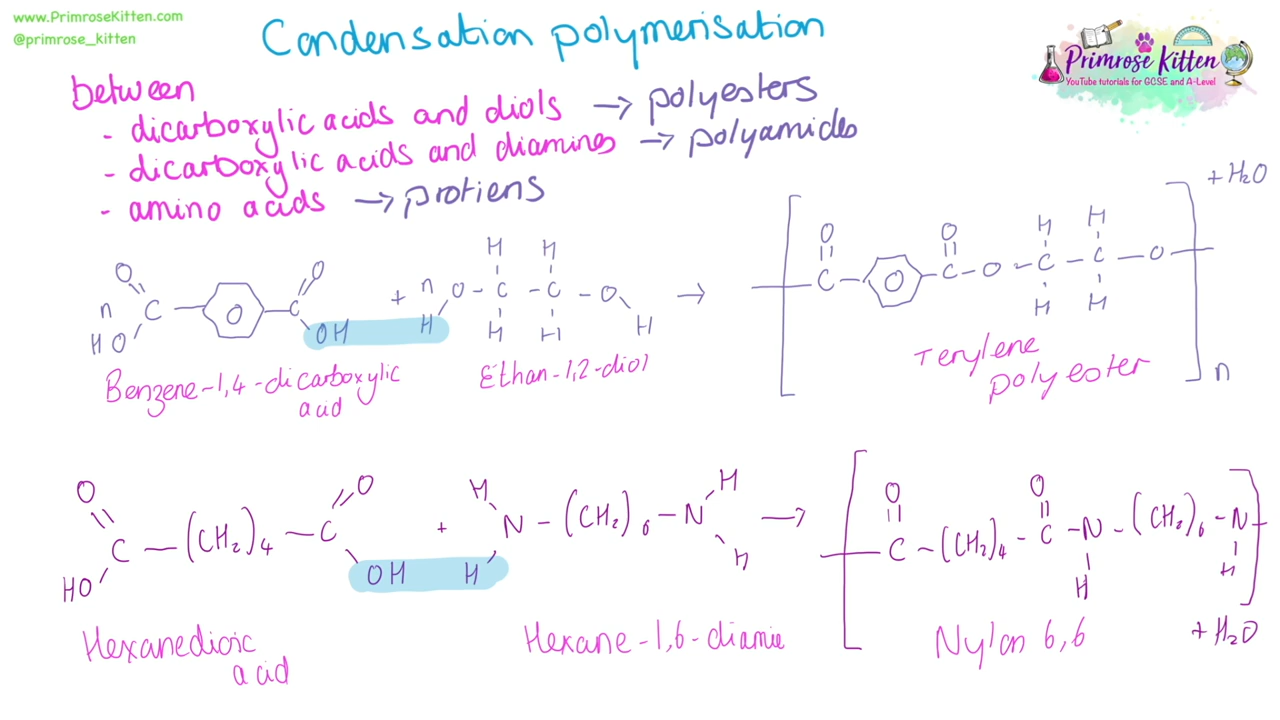 www.PrimroseKitten.com
@primrose_kitten
Condensation polymerisation
Primrose Kitten
YouTube tutorials for GCSE and A-Level
between
- dicarboxylic acids and diols → polyesters
- dicarboxylic acids and diamines → polyamides
- amino acids → protiens
+ H2O
O O H H O O H H
n C C + n O - C - C - O → C C - O - C - C - O
HO OH H H H H H H
n
Benzene-1,4-dicarboxylic
acid
Ethan-1,2-diol
Terylene
polyester
O O H H O O
C - (CH2)4 - C + N - (CH2)6 - N → C - (CH2)4 - C - N - (CH2)6 - N
HO OH H H H H
Hexanedioic
acid
Hexane-1,6-diamie
Nylon 6,6
+ H2O